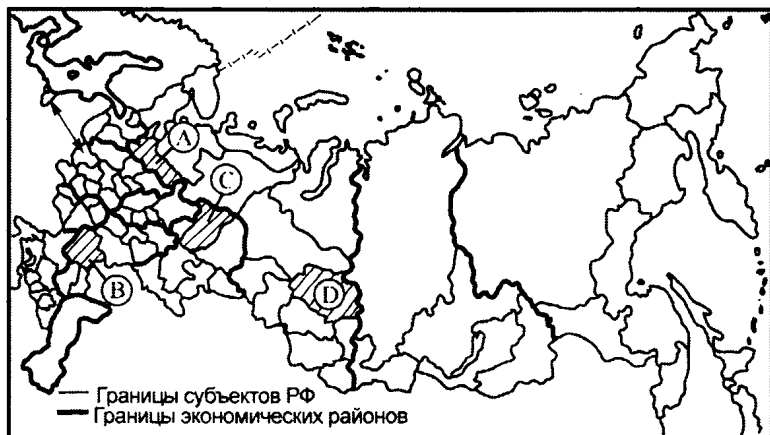 A
C
B
D
Границы субъектов РФ
Границы экономических районов